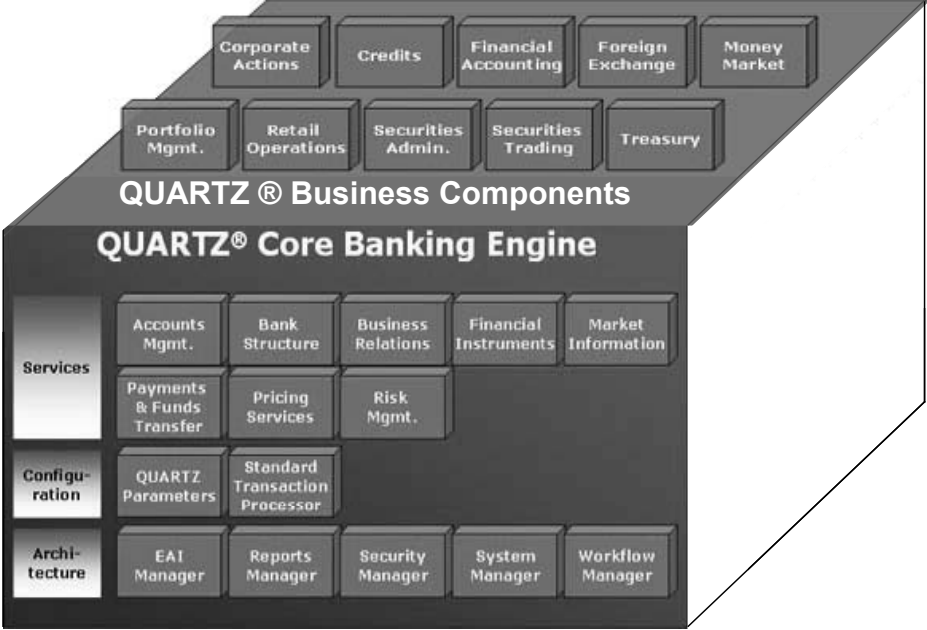 Corporate
Actions
Credits
Financial
Accounting
Foreign
Exchange
Money
Market
Portfolio
Mgmt.
Retail
Operations
Securities
Admin.
Securities
Trading
Treasury
QUARTZ ® Business Components
QUARTZ® Core Banking Engine
Services
Accounts
Mgmt.
Bank
Structure
Business
Relations
Financial
Instruments
Market
Information
Payments
& Funds
Transfer
Pricing
Services
Risk
Mgmt.
Configu-
ration
QUARTZ
Parameters
Standard
Transaction
Processor
Archi-
tecture
EAI
Manager
Reports
Manager
Security
Manager
System
Manager
Workflow
Manager